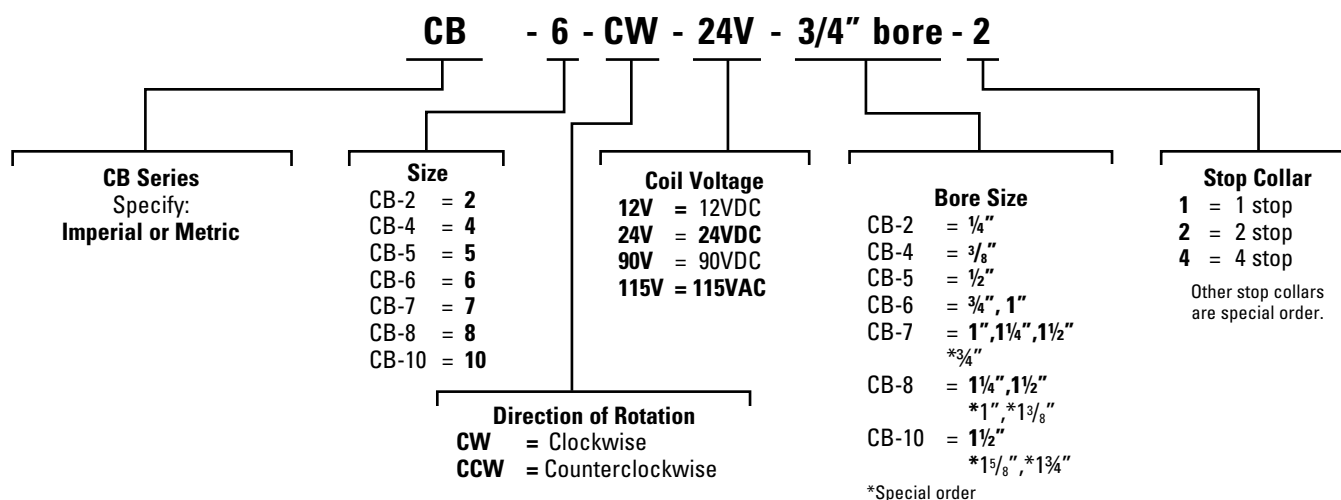 CB - 6 - CW - 24V - 3/4" bore - 2
CB Series
Specify:
Imperial or Metric
Size
CB-2 = 2
CB-4 = 4
CB-5 = 5
CB-6 = 6
CB-7 = 7
CB-8 = 8
CB-10 = 10
Direction of Rotation
CW = Clockwise
CCW = Counterclockwise
Coil Voltage
12V = 12VDC
24V = 24VDC
90V = 90VDC
115V = 115VAC
Bore Size
CB-2 = ¼"
CB-4 = 3/8"
CB-5 = ½"
CB-6 = ¾", 1"
CB-7 = 1",1¼",1½"
*¾"
CB-8 = 1¼",1½"
*1",*13/8"
CB-10 = 1½"
*15/8",*1¾"
*Special order
Stop Collar
1 = 1 stop
2 = 2 stop
4 = 4 stop
Other stop collars
are special order.